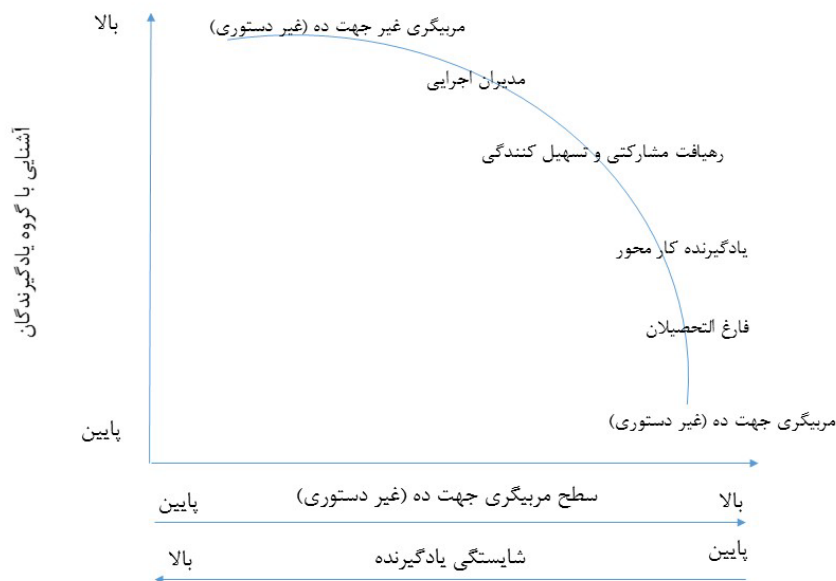 بالا
مربیگری غیر جهت ده (غیر دستوری)
مدیران اجرایی
رهیافت مشارکتی و تسهیل کنندگی
آشنایی با گروه یادگیرندگان
یادگیرنده کار محور
فارغ التحصیلان
مربیگری جهت ده (غیر دستوری)
پایین
بالا
سطح مربیگری جهت ده (غیر دستوری)
پایین
پایین
شایستگی یادگیرنده
بالا